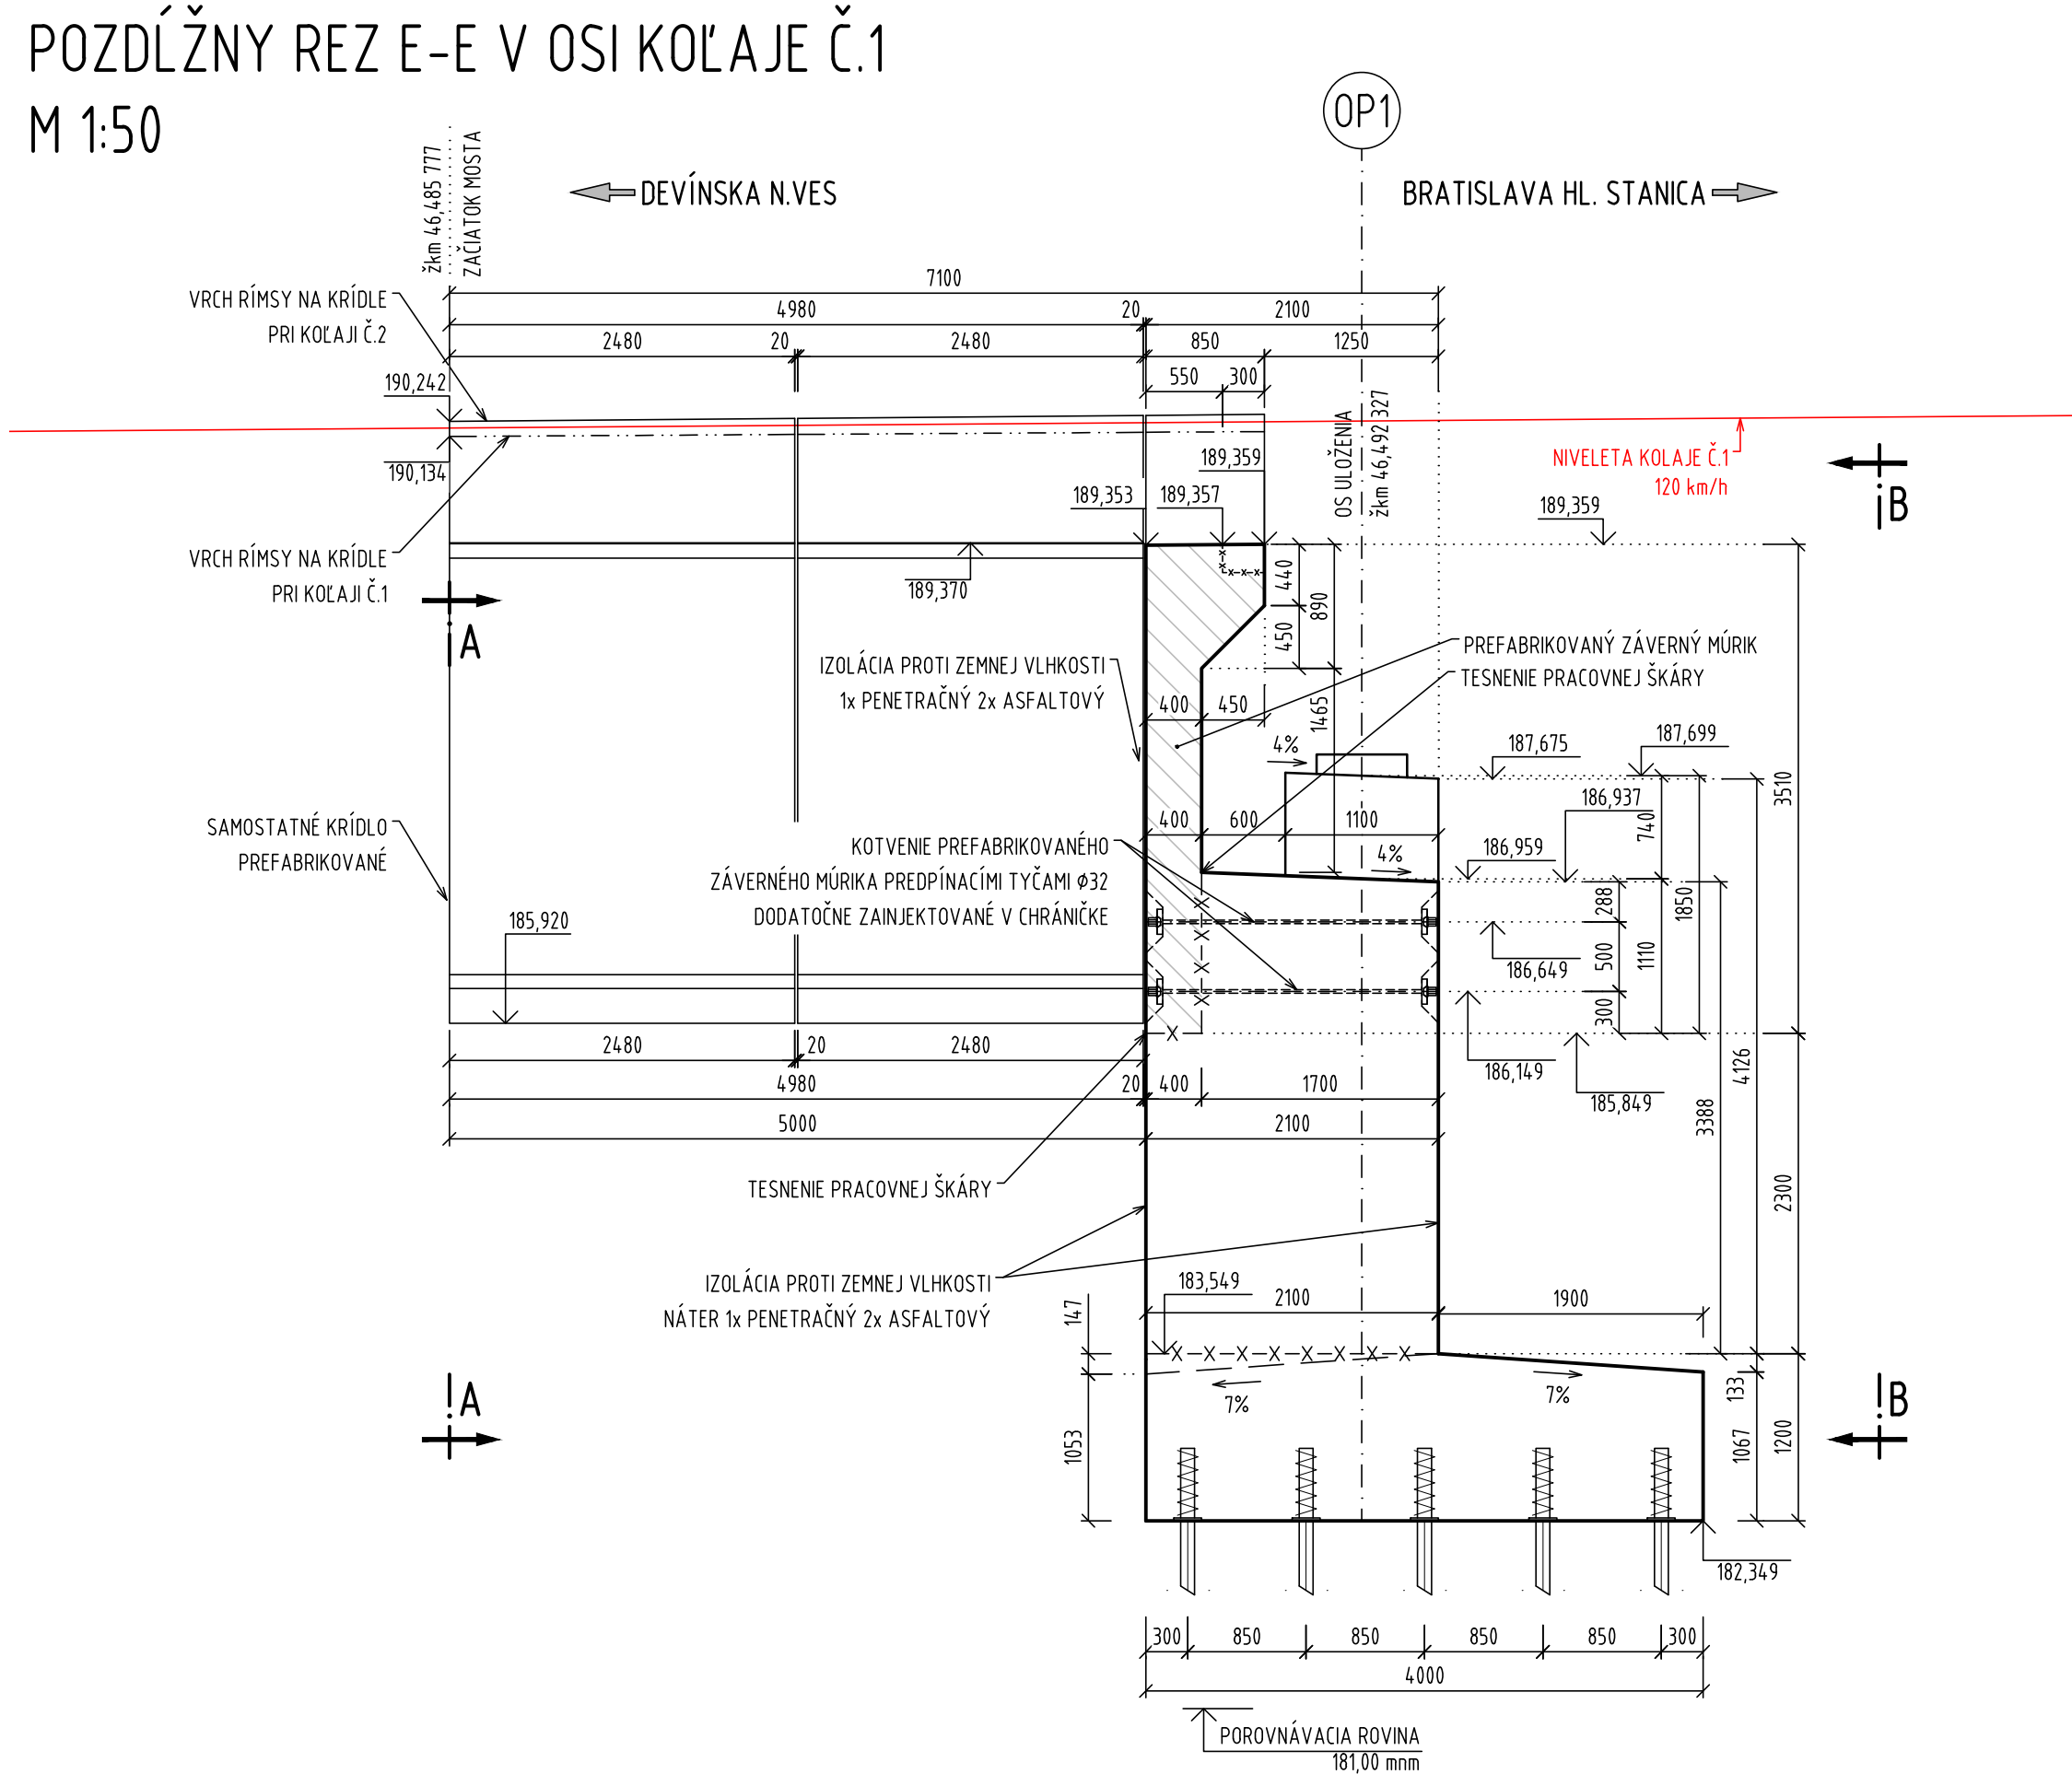 POZDĹŽNY REZ E-E V OSI KOĽAJE Č.1
M 1:50
OP1
žkm 46,485 777
ZAČIATOK MOSTA
DEVÍNSKA N.VES
BRATISLAVA HL. STANICA
7100
4980
20
2100
2480
20
2480
850
1250
550
300
VRCH RÍMSY NA KRÍDLE
PRI KOĽAJI Č.2
190,242
190,134
OS ULOŽENIA
žkm 46,492 327
NIVELETA KOLAJE Č.1
120 km/h
B
189,359
189,353
189,357
189,359
VRCH RÍMSY NA KRÍDLE
PRI KOĽAJI Č.1
189,370
A
440
450
890
1465
IZOLÁCIA PROTI ZEMNEJ VLHKOSTI
1x PENETRAČNÝ 2x ASFALTOVÝ
PREFABRIKOVANÝ ZÁVERNÝ MÚRIK
TESNENIE PRACOVNEJ ŠKÁRY
400
450
4%
187,675
187,699
3510
186,937
740
SAMOSTATNÉ KRÍDLO
PREFABRIKOVANÉ
400
600
1100
KOTVENIE PREFABRIKOVANÉHO
ZÁVERNÉHO MÚRIKA PREDPÍNACÍMI TYČAMI Ø32
DODATOČNE ZAINJEKTOVANÉ V CHRÁNIČKE
4%
186,959
288
1850
185,920
186,649
500
1110
300
2480
20
2480
186,149
185,849
4126
3388
4980
20
400
1700
5000
2100
TESNENIE PRACOVNEJ ŠKÁRY
2300
IZOLÁCIA PROTI ZEMNEJ VLHKOSTI
NÁTER 1x PENETRAČNÝ 2x ASFALTOVÝ
147
183,549
2100
1900
7%
7%
133
A
B
1053
1067
1200
182,349
300
850
850
850
850
300
4000
POROVNÁVACIA ROVINA
181,00 mnm